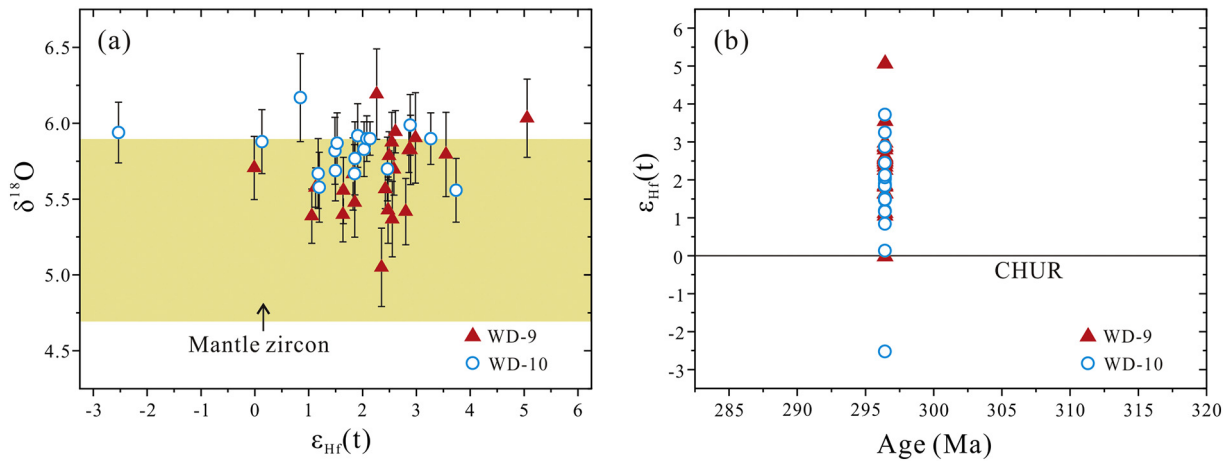 (a)
δ¹⁸O
6.5
6.0
5.5
5.0
4.5
Mantle zircon
WD-9
WD-10
-3 -2 -1 0 1 2 3 4 5 6
εHf(t)
(b)
εHf(t)
6
5
4
3
2
1
0
-1
-2
-3
CHUR
WD-9
WD-10
285 290 295 300 305 310 315 320
Age (Ma)